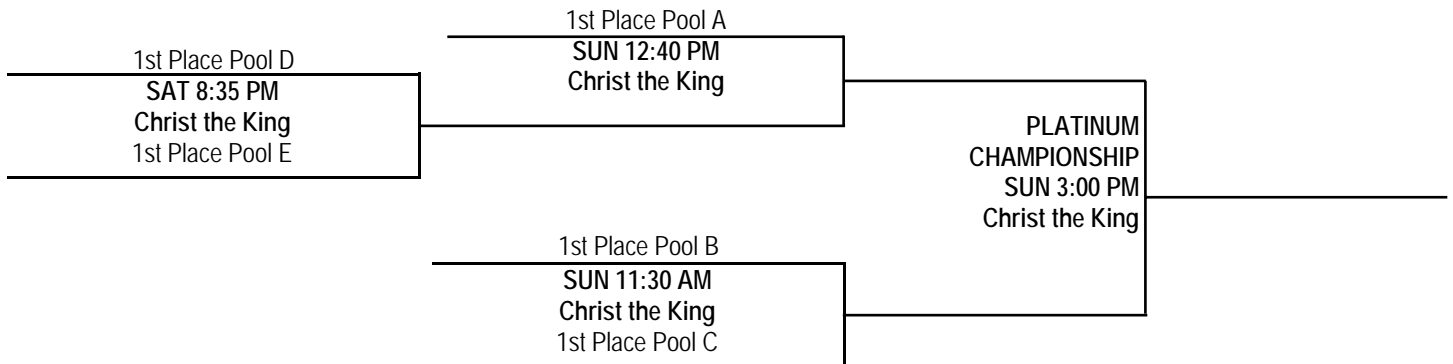 1st Place Pool A
SUN 12:40 PM
Christ the King
1st Place Pool D
SAT 8:35 PM
Christ the King
1st Place Pool E
PLATINUM
CHAMPIONSHIP
SUN 3:00 PM
Christ the King
1st Place Pool B
SUN 11:30 AM
Christ the King
1st Place Pool C